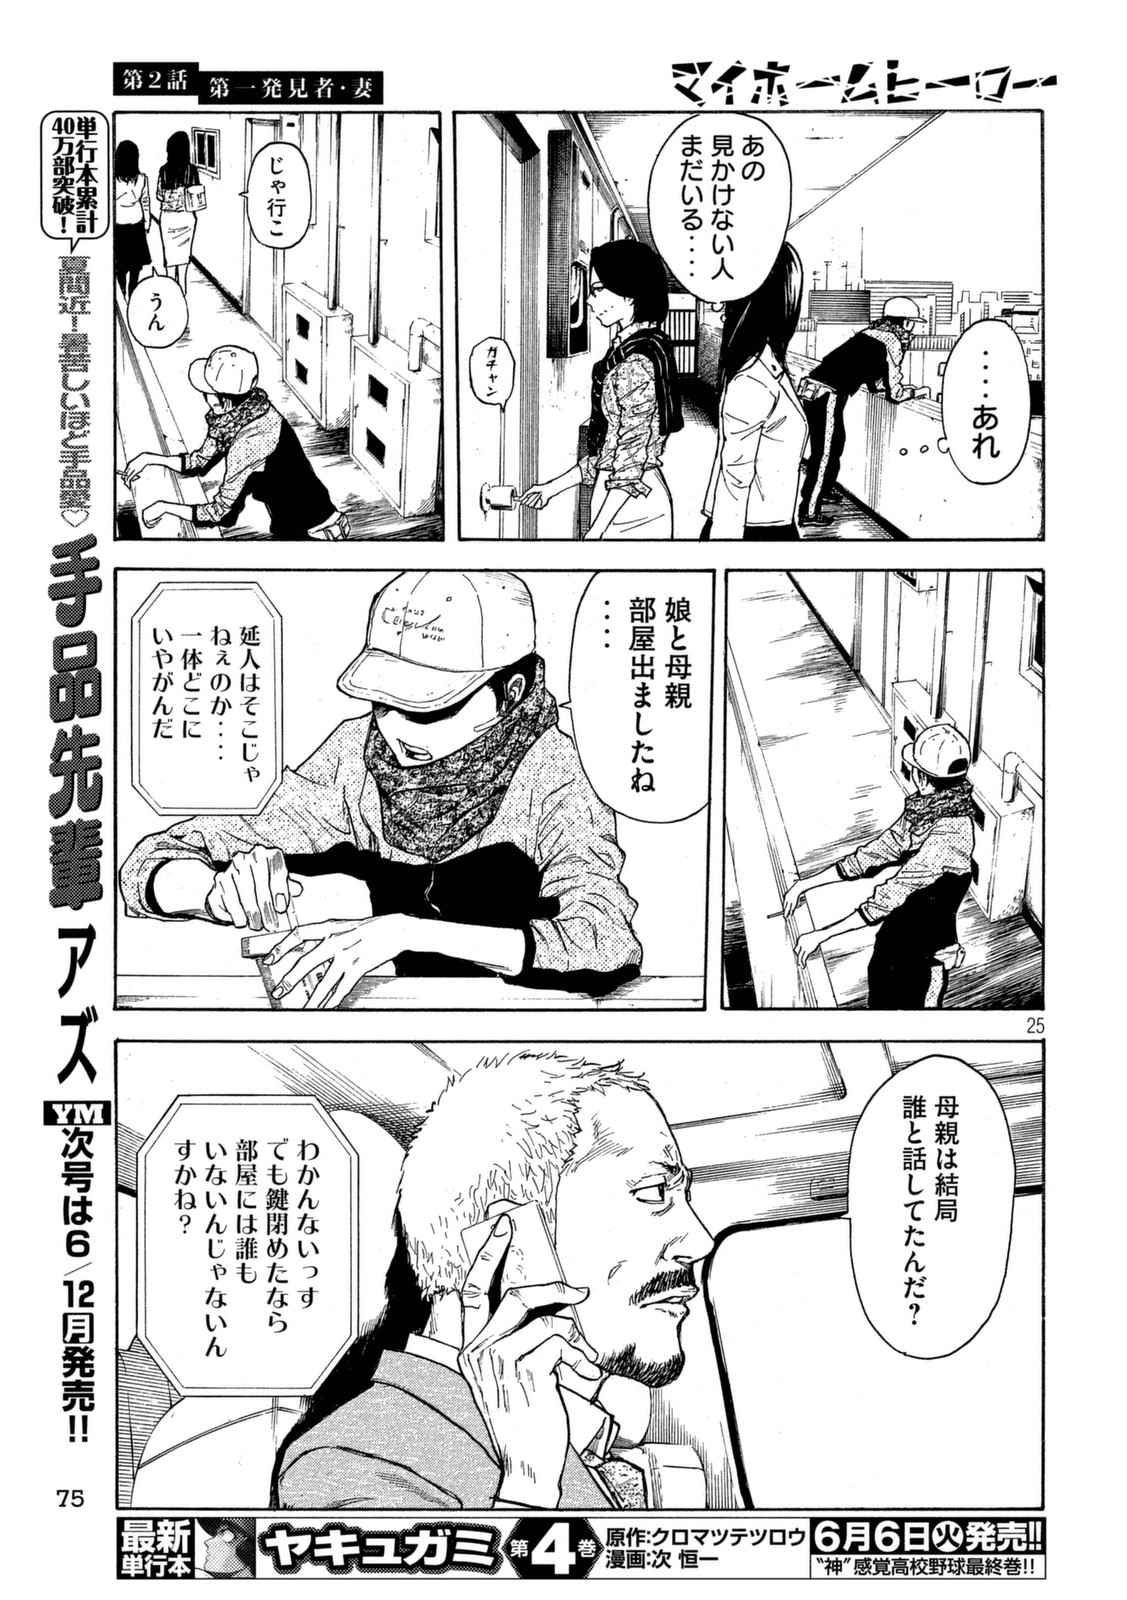 第2話
第一発見者・妻
マイホームヒーロー
‥‥あれ
あの
見かけない人
まだいる‥‥
ガチャン
じゃ行こ
うん
娘と母親
部屋出ましたね
‥‥
延人はそこじゃ
ねぇのか‥‥
一体どこに
いやがんだ
25
母親は結局
誰と話してたんだ?
わかんないっす
でも鍵閉めたなら
部屋には誰も
いないんじゃないん
すかね?
単行本累計
40万部突破!
夏間近!暑苦しいほど手品愛♡
手品先輩
アズ
YM次号は6/12月発売!!
75
最新
単行本
ヤキュガミ
第4巻
原作:クロマツテツロウ
漫画:次 恒一
6月6日火発売!!
“神”感覚高校野球最終巻!!